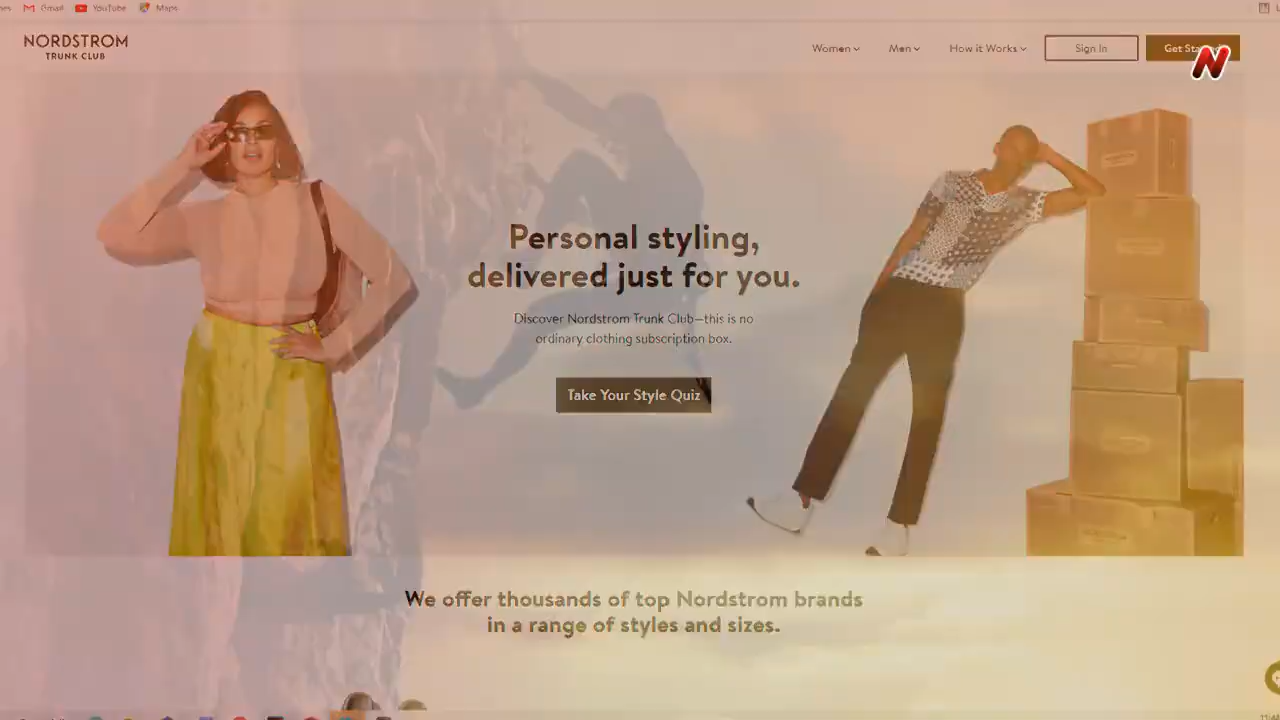 Gmail
YouTube
Maps
NORDSTROM
TRUNK CLUB
Women
Men
How it Works
Sign In
Get
N
Personal styling,
delivered just for you.
Discover Nordstrom Trunk Club—this is no
ordinary clothing subscription box.
Take Your Style Quiz
We offer thousands of top Nordstrom brands
in a range of styles and sizes.